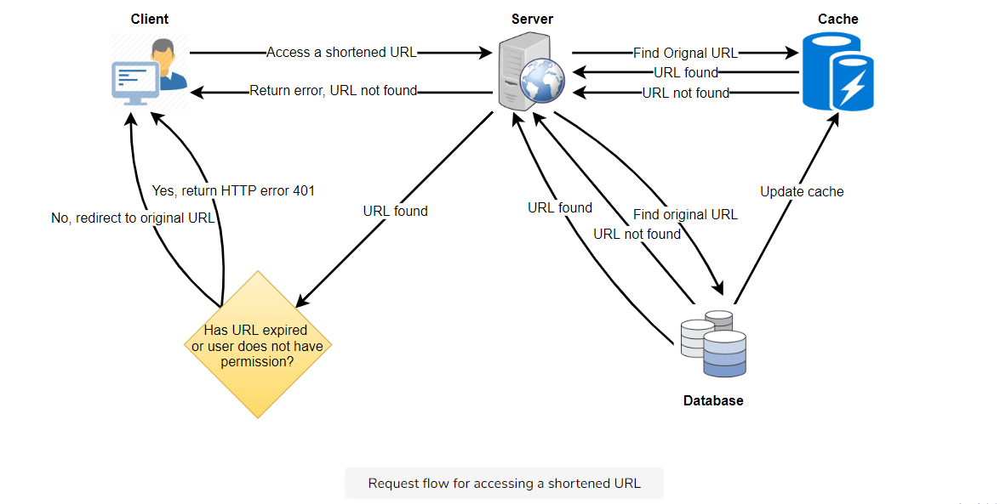 Client
Server
Cache
Access a shortened URL
Find Orignal URL
URL found
Return error, URL not found
URL not found
Yes, return HTTP error 401
No, redirect to original URL
URL found
URL found
Find original URL
URL not found
Update cache
Has URL expired
or user does not have
permission?
Database
Request flow for accessing a shortened URL